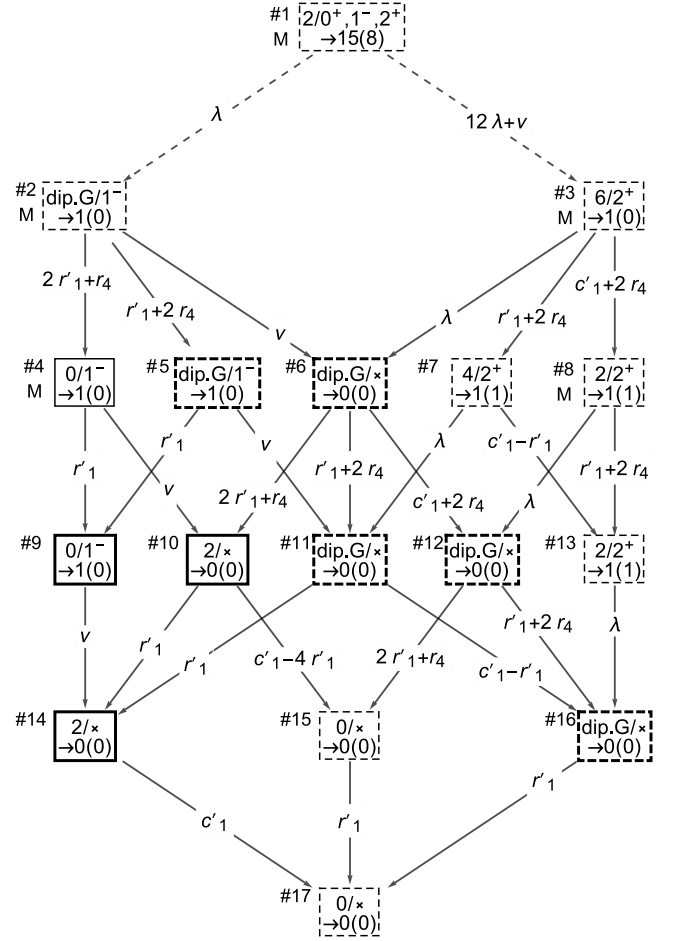 #1 2/0⁺,1⁻,2⁺
M →15(8)
λ 12 λ+v
#2 dip.G/1⁻ #3 6/2⁺
M →1(0) M →1(0)
2 r′₁+r₄ r′₁+2 r₄ v λ r′₁+2 r₄ c′₁+2 r₄
#4 0/1⁻ #5 dip.G/1⁻ #6 dip.G/× #7 4/2⁺ #8 2/2⁺
M →1(0) →1(0) →0(0) →1(1) M →1(1)
r′₁ v r′₁ v 2 r′₁+r₄ r′₁+2 r₄ c′₁+2 r₄ λ c′₁−r′₁ λ r′₁+2 r₄
#9 0/1⁻ #10 2/× #11 dip.G/× #12 dip.G/× #13 2/2⁺
→1(0) →0(0) →0(0) →0(0) →1(1)
v r′₁ c′₁−4 r′₁ r′₁ c′₁−r′₁ 2 r′₁+r₄ r′₁+2 r₄ λ
#14 2/× #15 0/× #16 dip.G/×
→0(0) →0(0) →0(0)
c′₁ r′₁ r′₁
#17 0/×
→0(0)